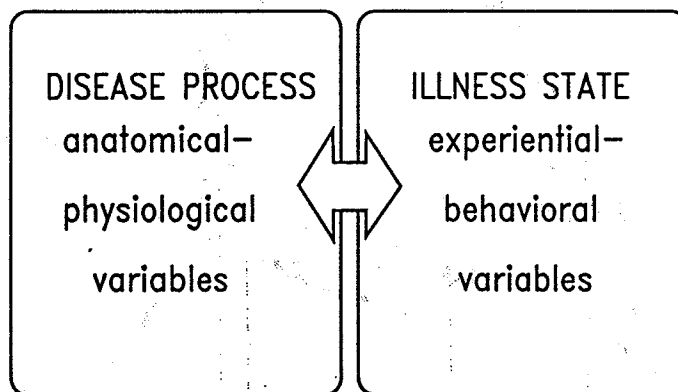 DISEASE PROCESS
anatomical-
physiological
variables
ILLNESS STATE
experiential-
behavioral
variables